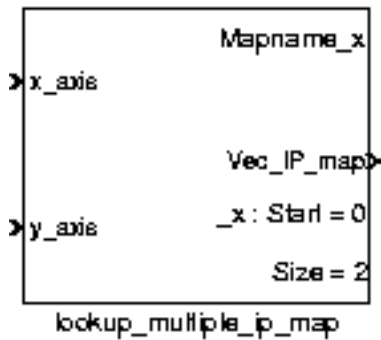 Mapname_x
x_axis
Vec_IP_map
y_axis
_x : Start = 0
Size = 2
lookup_multiple_ip_map